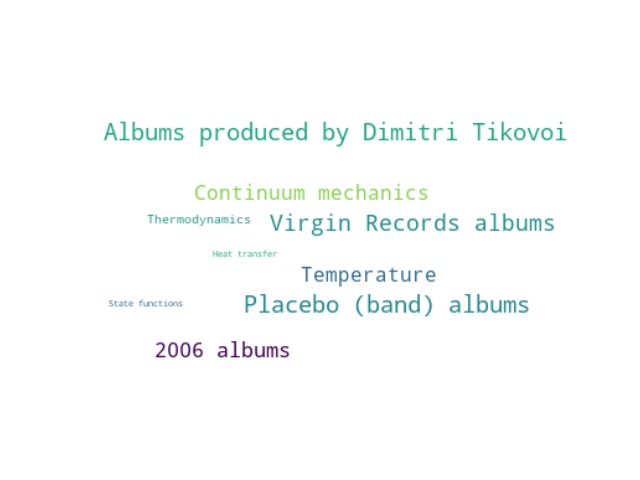 Albums produced by Dimitri Tikovoi
Continuum mechanics
Thermodynamics
Virgin Records albums
Heat transfer
Temperature
State functions
Placebo (band) albums
2006 albums